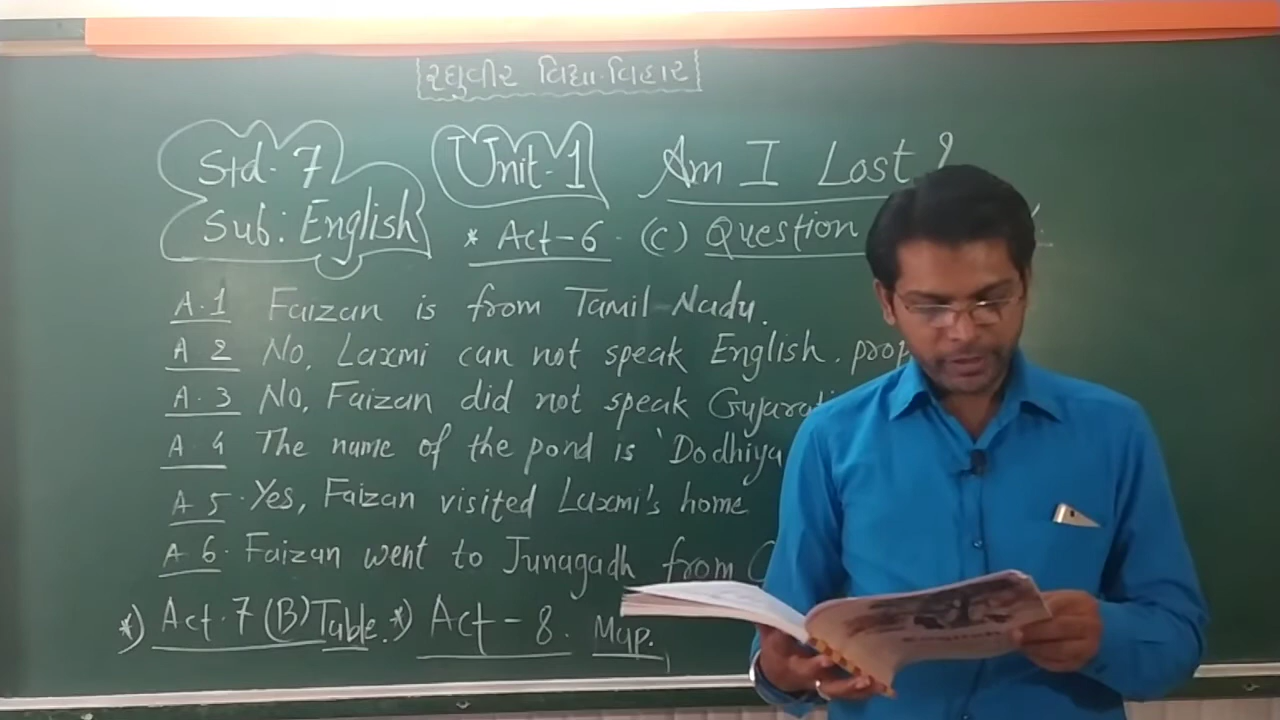 રઘુવીર વિદ્યા-વિહાર
Std. 7 Unit-1 Am I Lost?
Sub: English * Act-6. (C) Question
A.1 Faizan is from Tamil-Nadu.
A 2 No, Laxmi can not speak English. prop
A.3 No, Faizan did not speak Gujarati
A.4 The name of the pond is 'Dodhiya
A 5. Yes, Faizan visited Laxmi's home
A 6. Faizan went to Junagadh from
*) Act-7 (B) Table. *) Act-8. Map.